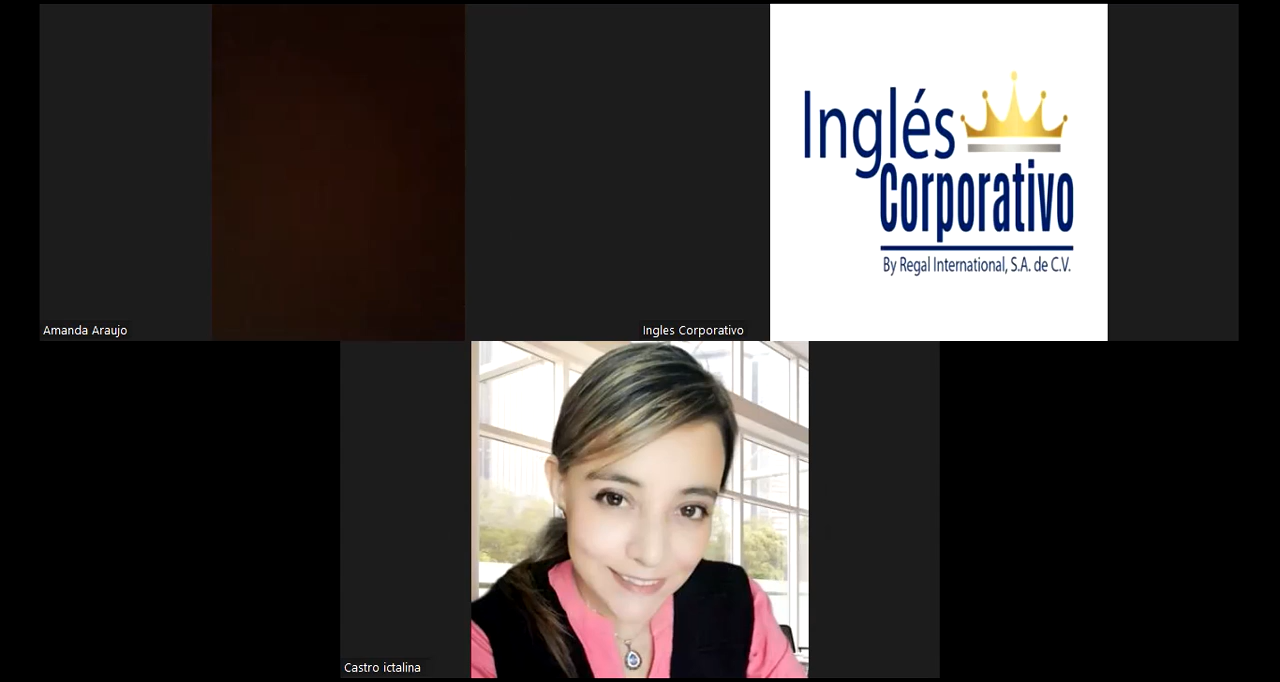 Inglés
Corporativo
By Regal International, S.A. de C.V.
Amanda Araujo
Ingles Corporativo
Castro ictalina